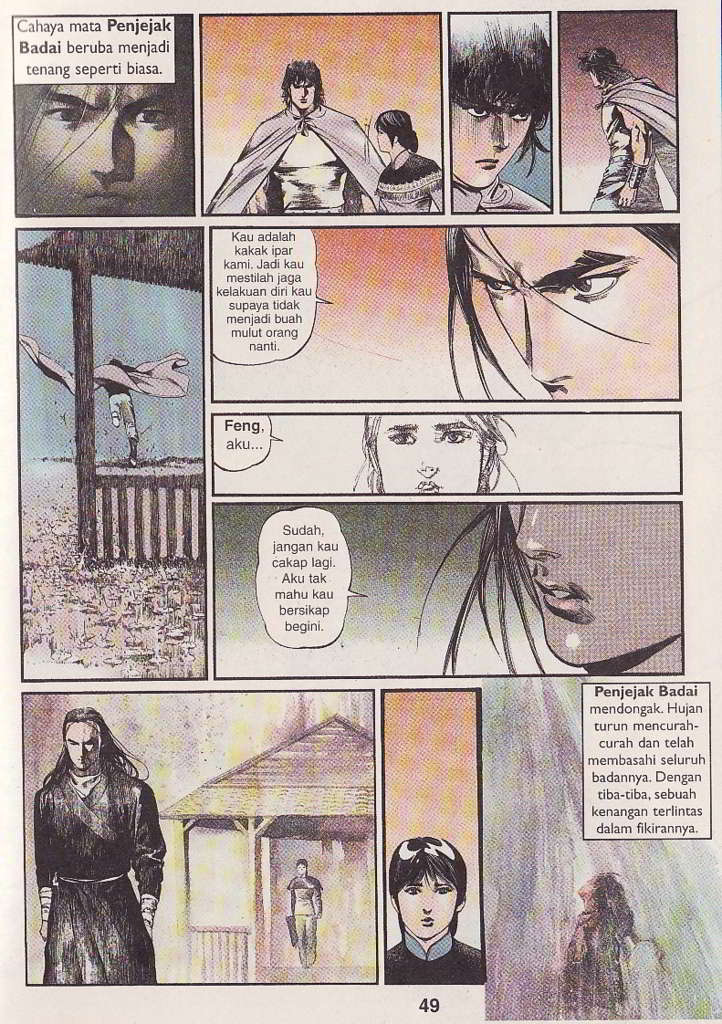 Cahaya mata Penjejak
Badai beruba menjadi
tenang seperti biasa.
Kau adalah
kakak ipar
kami. Jadi kau
mestilah jaga
kelakuan diri kau
supaya tidak
menjadi buah
mulut orang
nanti.
Feng,
aku...
Sudah,
jangan kau
cakap lagi.
Aku tak
mahu kau
bersikap
begini.
Penjejak Badai
mendongak. Hujan
turun mencurah-
curah dan telah
membasahi seluruh
badannya. Dengan
tiba-tiba, sebuah
kenangan terlintas
dalam fikirannya.
49